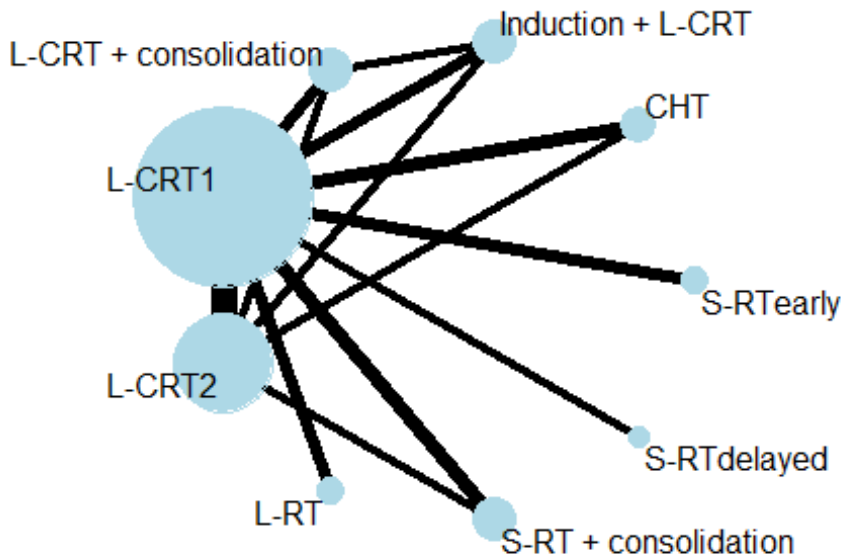 Induction + L-CRT
L-CRT + consolidation
CHT
L-CRT1
S-RTearly
L-CRT2
S-RTdelayed
L-RT
S-RT + consolidation